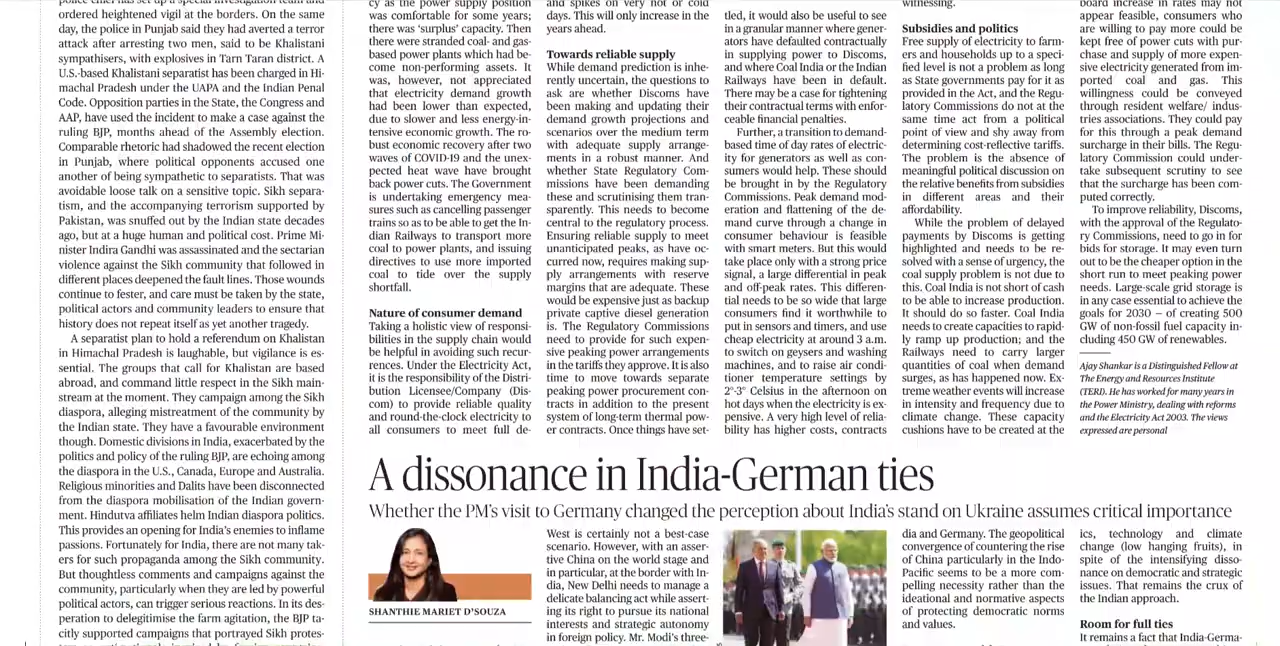 police chief has set up a special investigation team and
ordered heightened vigil at the borders. On the same
day, the police in Punjab said they had averted a terror
attack after arresting two men, said to be Khalistani
sympathisers, with explosives in Tarn Taran district. A
U.S.-based Khalistani separatist has been charged in Hi-
machal Pradesh under the UAPA and the Indian Penal
Code. Opposition parties in the State, the Congress and
AAP, have used the incident to make a case against the
ruling BJP, months ahead of the Assembly election.
Comparable rhetoric had shadowed the recent election
in Punjab, where political opponents accused one
another of being sympathetic to separatists. That was
avoidable loose talk on a sensitive topic. Sikh separa-
tism, and the accompanying terrorism supported by
Pakistan, was snuffed out by the Indian state decades
ago, but at a huge human and political cost. Prime Mi-
nister Indira Gandhi was assassinated and the sectarian
violence against the Sikh community that followed in
different places deepened the fault lines. Those wounds
continue to fester, and care must be taken by the state,
political actors and community leaders to ensure that
history does not repeat itself as yet another tragedy.
A separatist plan to hold a referendum on Khalistan
in Himachal Pradesh is laughable, but vigilance is es-
sential. The groups that call for Khalistan are based
abroad, and command little respect in the Sikh main-
stream at the moment. They campaign among the Sikh
diaspora, alleging mistreatment of the community by
the Indian state. They have a favourable environment
though. Domestic divisions in India, exacerbated by the
politics and policy of the ruling BJP, are echoing among
the diaspora in the U.S., Canada, Europe and Australia.
Religious minorities and Dalits have been disconnected
from the diaspora mobilisation of the Indian govern-
ment. Hindutva affiliates helm Indian diaspora politics.
This provides an opening for India's enemies to inflame
passions. Fortunately for India, there are not many tak-
ers for such propaganda among the Sikh community.
But thoughtless comments and campaigns against the
community, particularly when they are led by powerful
political actors, can trigger serious reactions. In its des-
peration to delegitimise the farm agitation, the BJP ta-
citly supported campaigns that portrayed Sikh protes-
cy as the power supply position
was comfortable for some years;
there was 'surplus' capacity. Then
there were stranded coal- and gas-
based power plants which had be-
come non-performing assets. It
was, however, not appreciated
that electricity demand growth
had been lower than expected,
due to slower and less energy-in-
tensive economic growth. The ro-
bust economic recovery after two
waves of COVID-19 and the unex-
pected heat wave have brought
back power cuts. The Government
is undertaking emergency mea-
sures such as cancelling passenger
trains so as to be able to get the In-
dian Railways to transport more
coal to power plants, and issuing
directives to use more imported
coal to tide over the supply
shortfall.
Nature of consumer demand
Taking a holistic view of responsi-
bilities in the supply chain would
be helpful in avoiding such recur-
rences. Under the Electricity Act,
it is the responsibility of the Distri-
bution Licensee/Company (Dis-
com) to provide reliable quality
and round-the-clock electricity to
all consumers to meet full de-
and spikes on very hot or cold
days. This will only increase in the
years ahead.
Towards reliable supply
While demand prediction is inhe-
rently uncertain, the questions to
ask are whether Discoms have
been making and updating their
demand growth projections and
scenarios over the medium term
with adequate supply arrange-
ments in a robust manner. And
whether State Regulatory Com-
missions have been demanding
these and scrutinising them tran-
sparently. This needs to become
central to the regulatory process.
Ensuring reliable supply to meet
unanticipated peaks, as have oc-
curred now, requires making sup-
ply arrangements with reserve
margins that are adequate. These
would be expensive just as backup
private captive diesel generation
is. The Regulatory Commissions
need to provide for such expen-
sive peaking power arrangements
in the tariffs they approve. It is also
time to move towards separate
peaking power procurement con-
tracts in addition to the present
system of long-term thermal pow-
er contracts. Once things have set-
tled, it would also be useful to see
in a granular manner where gene-
rators have defaulted contractually
in supplying power to Discoms,
and where Coal India or the Indian
Railways have been in default.
There may be a case for tightening
their contractual terms with enfor-
ceable financial penalties.
Further, a transition to demand-
based time of day rates of electric-
ity for generators as well as con-
sumers would help. These should
be brought in by the Regulatory
Commissions. Peak demand mod-
eration and flattening of the de-
mand curve through a change in
consumer behaviour is feasible
with smart meters. But this would
take place only with a strong price
signal, a large differential in peak
and off-peak rates. This differen-
tial needs to be so wide that large
consumers find it worthwhile to
put in sensors and timers, and use
cheap electricity at around 3 a.m.
to switch on geysers and washing
machines, and to raise air condi-
tioner temperature settings by
2°-3° Celsius in the afternoon on
hot days when the electricity is ex-
pensive. A very high level of relia-
bility has higher costs, contracts
witnessing.
Subsidies and politics
Free supply of electricity to farm-
ers and households up to a speci-
fied level is not a problem as long
as State governments pay for it as
provided in the Act, and the Regu-
latory Commissions do not at the
same time act from a political
point of view and shy away from
determining cost-reflective tariffs.
The problem is the absence of
meaningful political discussion on
the relative benefits from subsidies
in different areas and their
affordability.
While the problem of delayed
payments by Discoms is getting
highlighted and needs to be re-
solved with a sense of urgency, the
coal supply problem is not due to
this. Coal India is not short of cash
to be able to increase production.
It should do so faster. Coal India
needs to create capacities to rapid-
ly ramp up production; and the
Railways need to carry larger
quantities of coal when demand
surges, as has happened now. Ex-
treme weather events will increase
in intensity and frequency due to
climate change. These capacity
cushions have to be created at the
board increase in rates may not
appear feasible, consumers who
are willing to pay more could be
kept free of power cuts with pur-
chase and supply of more expen-
sive electricity generated from im-
ported coal and gas. This
willingness could be conveyed
through resident welfare/ indus-
tries associations. They could pay
for this through a peak demand
surcharge in their bills. The Regu-
latory Commission could under-
take subsequent scrutiny to see
that the surcharge has been com-
puted correctly.
To improve reliability, Discoms,
with the approval of the Regulato-
ry Commissions, need to go in for
bids for storage. It may even turn
out to be the cheaper option in the
short run to meet peaking power
needs. Large-scale grid storage is
in any case essential to achieve the
goals for 2030 — of creating 500
GW of non-fossil fuel capacity in-
cluding 450 GW of renewables.
Ajay Shankar is a Distinguished Fellow at
The Energy and Resources Institute
(TERI). He has worked for many years in
the Power Ministry, dealing with reforms
and the Electricity Act 2003. The views
expressed are personal
A dissonance in India-German ties
Whether the PM's visit to Germany changed the perception about India's stand on Ukraine assumes critical importance
SHANTHIE MARIET D'SOUZA
West is certainly not a best-case
scenario. However, with an asser-
tive China on the world stage and
in particular, at the border with In-
dia, New Delhi needs to manage a
delicate balancing act while assert-
ing its right to pursue its national
interests and strategic autonomy
in foreign policy. Mr. Modi's three-
dia and Germany. The geopolitical
convergence of countering the rise
of China particularly in the Indo-
Pacific seems to be a more com-
pelling necessity rather than the
ideational and normative aspects
of protecting democratic norms
and values.
ics, technology and climate
change (low hanging fruits), in
spite of the intensifying disso-
nance on democratic and strategic
issues. That remains the crux of
the Indian approach.
Room for full ties
It remains a fact that India-Germa-